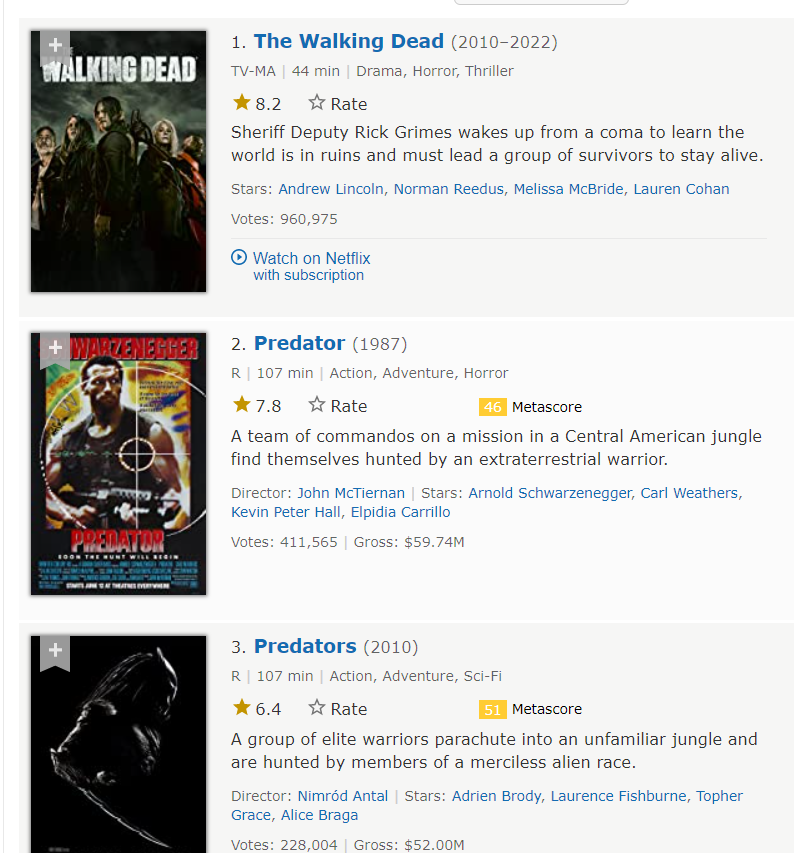 WALKING DEAD
1. The Walking Dead (2010–2022)
TV-MA | 44 min | Drama, Horror, Thriller
8.2 Rate
Sheriff Deputy Rick Grimes wakes up from a coma to learn the
world is in ruins and must lead a group of survivors to stay alive.
Stars: Andrew Lincoln, Norman Reedus, Melissa McBride, Lauren Cohan
Votes: 960,975
Watch on Netflix
with subscription
SCHWARZENEGGER
PREDATOR
SOON THE HUNT WILL BEGIN
STARTS JUNE 12 AT THEATRES EVERYWHERE
2. Predator (1987)
R | 107 min | Action, Adventure, Horror
7.8 Rate 46 Metascore
A team of commandos on a mission in a Central American jungle
find themselves hunted by an extraterrestrial warrior.
Director: John McTiernan | Stars: Arnold Schwarzenegger, Carl Weathers,
Kevin Peter Hall, Elpidia Carrillo
Votes: 411,565 | Gross: $59.74M
3. Predators (2010)
R | 107 min | Action, Adventure, Sci-Fi
6.4 Rate 51 Metascore
A group of elite warriors parachute into an unfamiliar jungle and
are hunted by members of a merciless alien race.
Director: Nimród Antal | Stars: Adrien Brody, Laurence Fishburne, Topher
Grace, Alice Braga
Votes: 228,004 | Gross: $52.00M